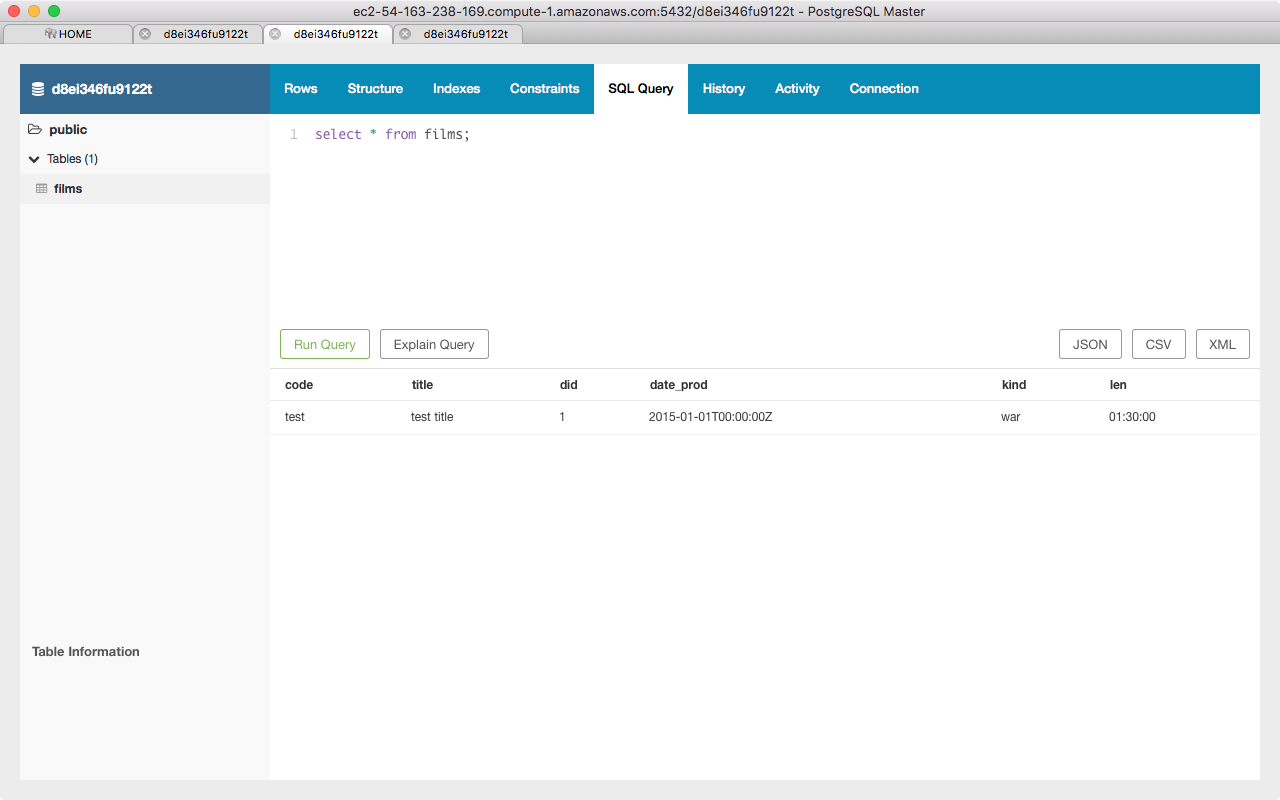 ec2-54-163-238-169.compute-1.amazonaws.com:5432/d8ei346fu9122t - PostgreSQL Master
HOME d8ei346fu9122t d8ei346fu9122t d8ei346fu9122t
d8ei346fu9122t Rows Structure Indexes Constraints SQL Query History Activity Connection
public
Tables (1)
films
1 select * from films;
Run Query Explain Query JSON CSV XML
code title did date_prod kind len
test test title 1 2015-01-01T00:00:00Z war 01:30:00
Table Information